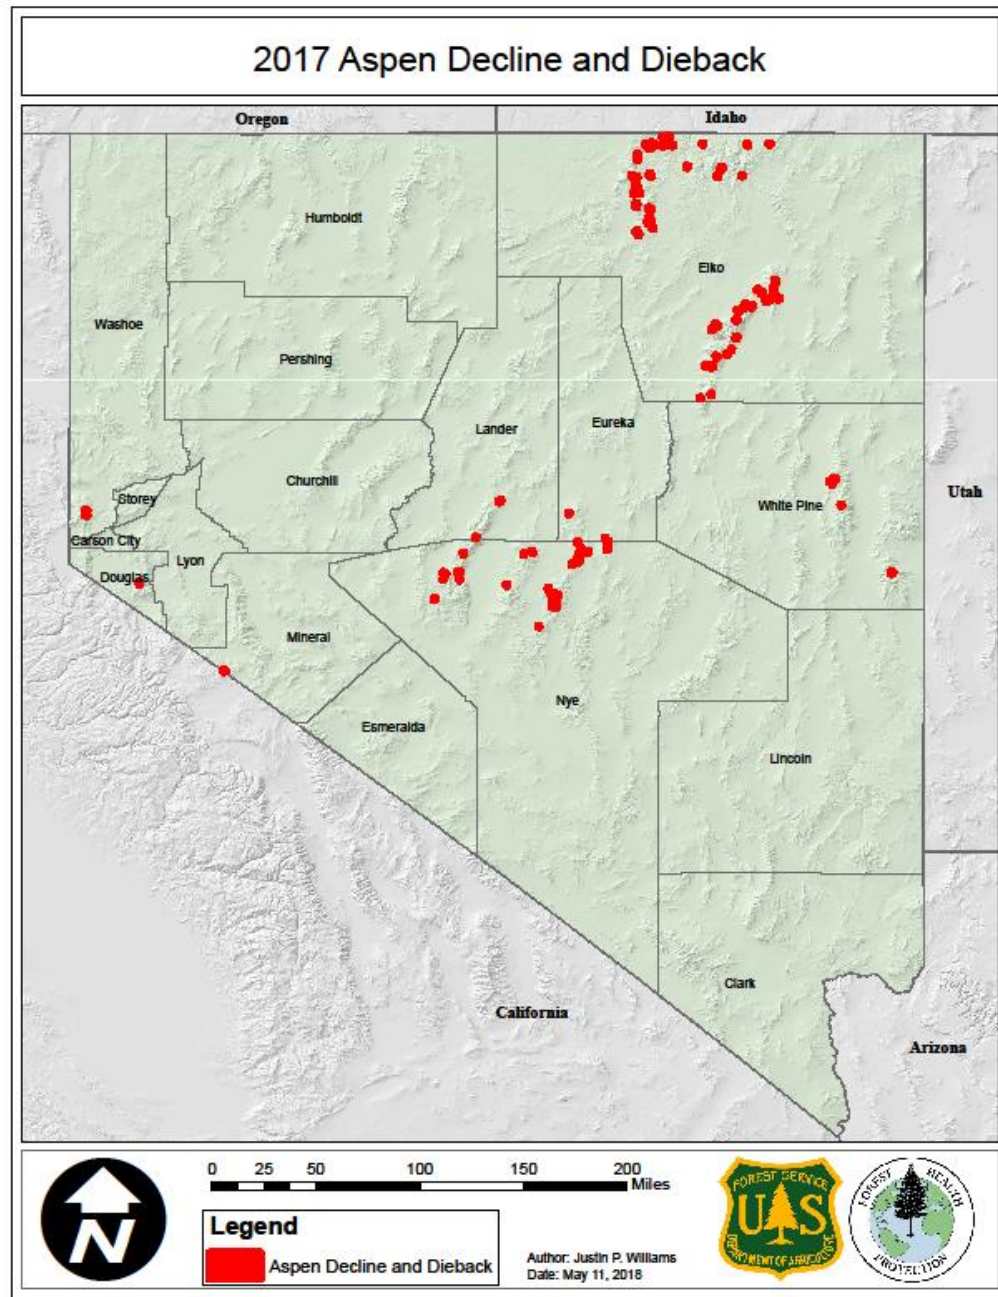 2017 Aspen Decline and Dieback
Oregon
Idaho
Humboldt
Elko
Washoe
Pershing
Lander
Eureka
Churchill
Storey
White Pine
Utah
Carson City
Lyon
Douglas
Mineral
Nye
Esmeralda
Lincoln
Clark
California
Arizona
0 25 50 100 150 200
Miles
N
Legend
Aspen Decline and Dieback
Author: Justin P. Williams
Date: May 11, 2018
FOREST SERVICE
U S
DEPARTMENT OF AGRICULTURE
FOREST HEALTH
PROTECTION